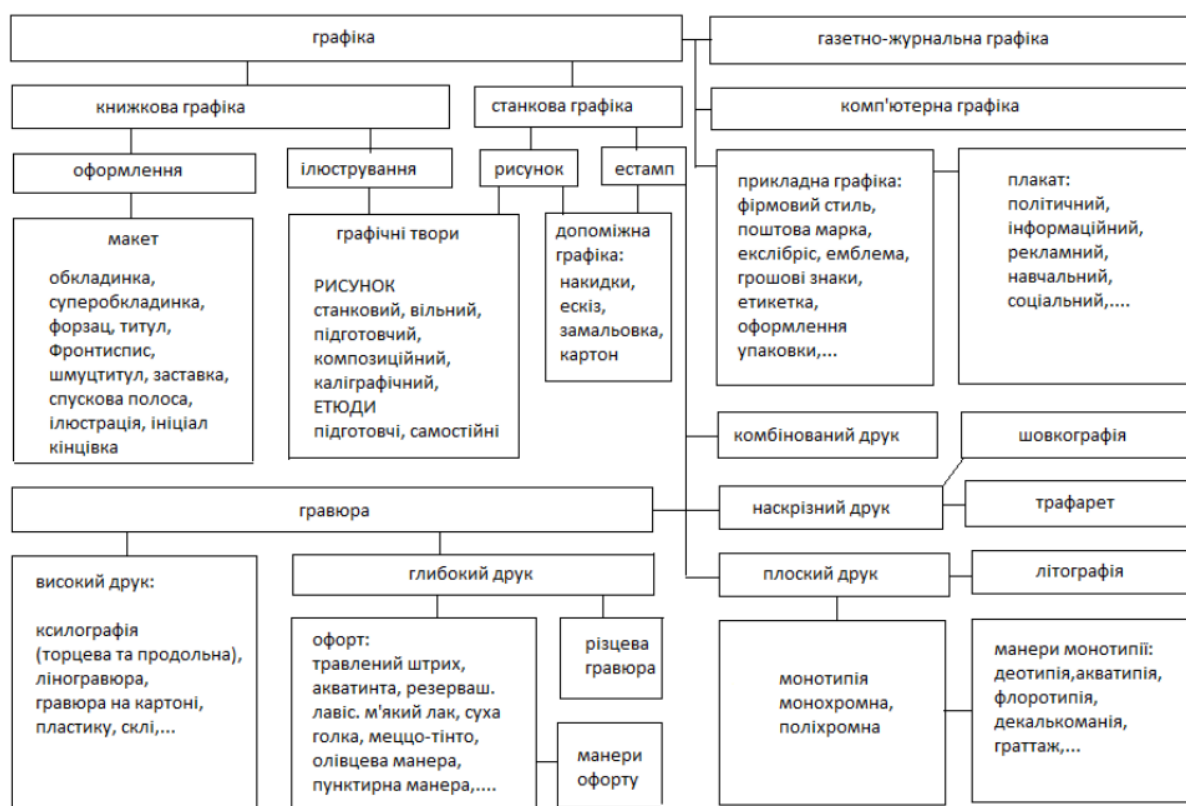 графіка
газетно-журнальна графіка
книжкова графіка
станкова графіка
комп'ютерна графіка
оформлення
ілюстрування
рисунок
естамп
прикладна графіка:
фірмовий стиль,
поштова марка,
екслібріс, емблема,
грошові знаки,
етикетка,
оформлення
упаковки,...
плакат:
політичний,
інформаційний,
рекламний,
навчальний,
соціальний,....
макет
обкладинка,
суперобкладинка,
форзац, титул,
Фронтиспис,
шмуцтитул, заставка,
спускова полоса,
ілюстрація, ініціал
кінцівка
графічні твори
РИСУНОК
становий, вільний,
підготовчий,
композиційний,
каліграфічний,
ЕТЮДИ
підготовчі, самостійні
допоміжна
графіка:
накидки,
ескіз,
замальовка,
картон
комбінований друк
шовкографія
гравюра
наскрізний друк
трафарет
високий друк:
ксилографія
(торцева та продольна),
ліногравюра,
гравюра на картоні,
пластику, склі,...
глибокий друк
плоский друк
літографія
офорт:
травлений штрих,
акватинта, резерваш.
лавіс. м'який лак, суха
голка, меццо-тінто,
олівцева манера,
пунктирна манера,....
різцева
гравюра
манери
офорту
монотипія
монохромна,
поліхромна
манери монотипії:
деотипія,акватипія,
флоротипія,
декалькоманія,
граттаж,...